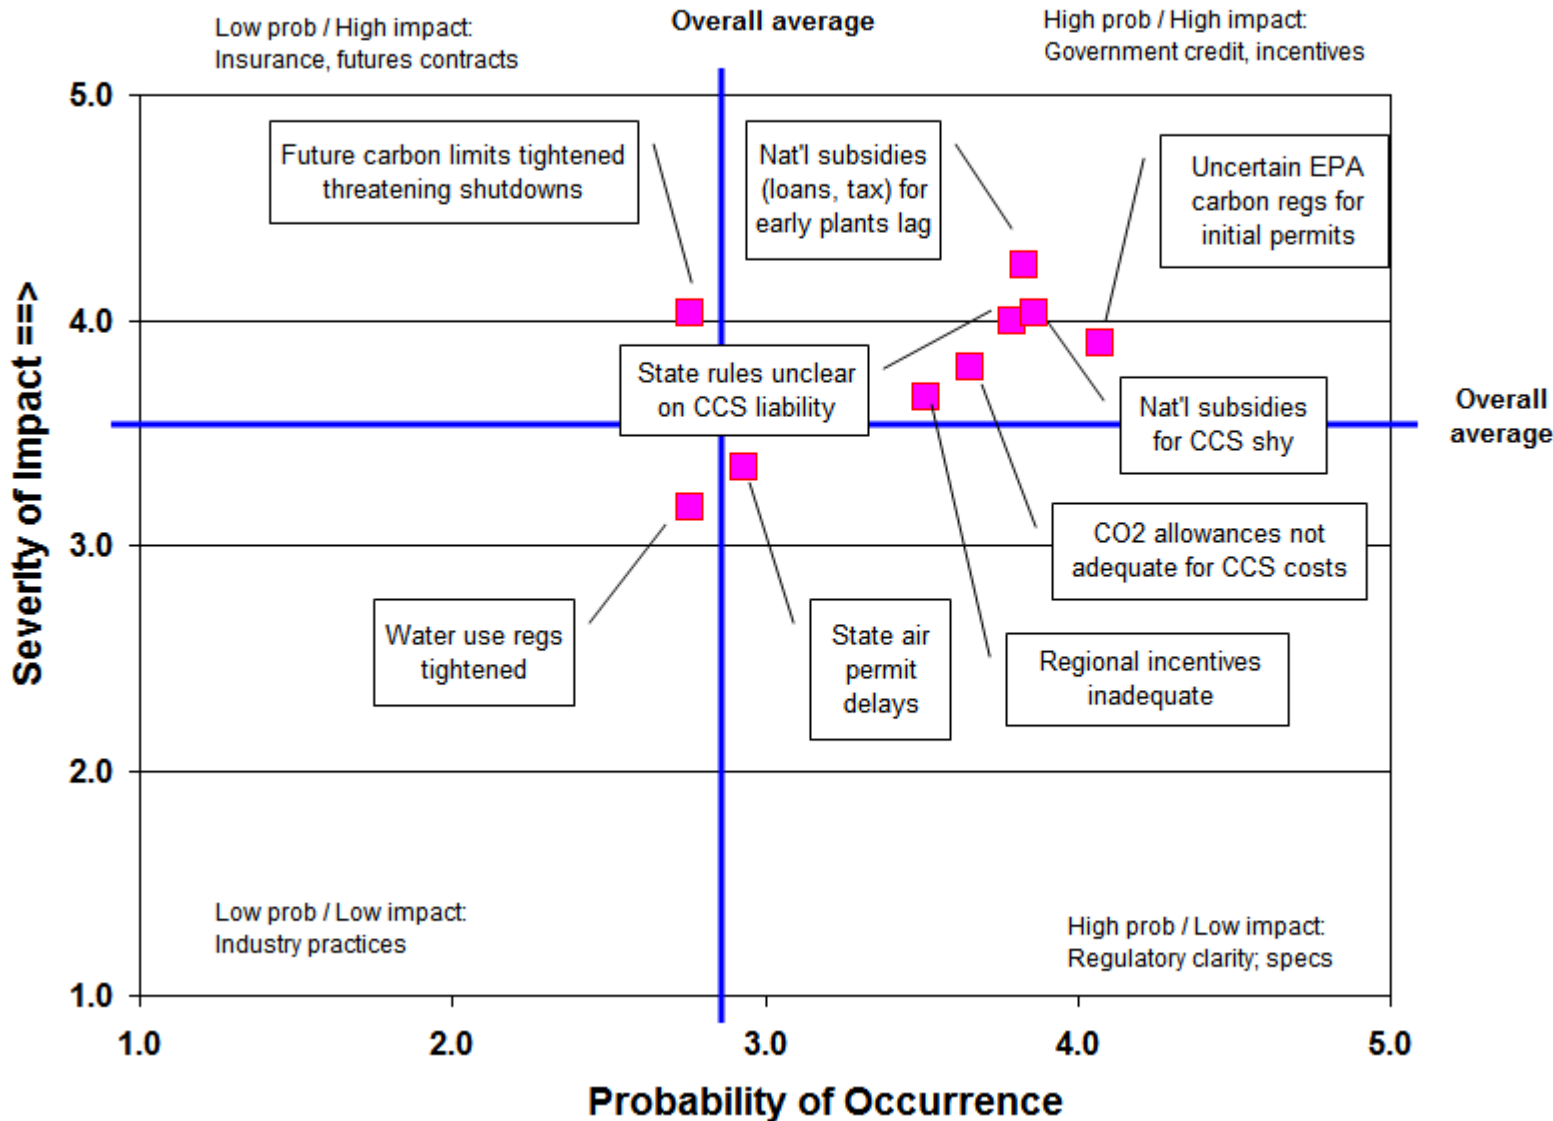 Low prob / High impact:
Insurance, futures contracts
Overall average
High prob / High impact:
Government credit, incentives
5.0
Future carbon limits tightened
threatening shutdowns
Nat'l subsidies
(loans, tax) for
early plants lag
Uncertain EPA
carbon regs for
initial permits
4.0
State rules unclear
on CCS liability
Nat'l subsidies
for CCS shy
Overall
average
Severity of Impact ==>
3.0
CO2 allowances not
adequate for CCS costs
Water use regs
tightened
State air
permit
delays
Regional incentives
inadequate
2.0
Low prob / Low impact:
Industry practices
High prob / Low impact:
Regulatory clarity; specs
1.0
1.0
2.0
3.0
4.0
5.0
Probability of Occurrence